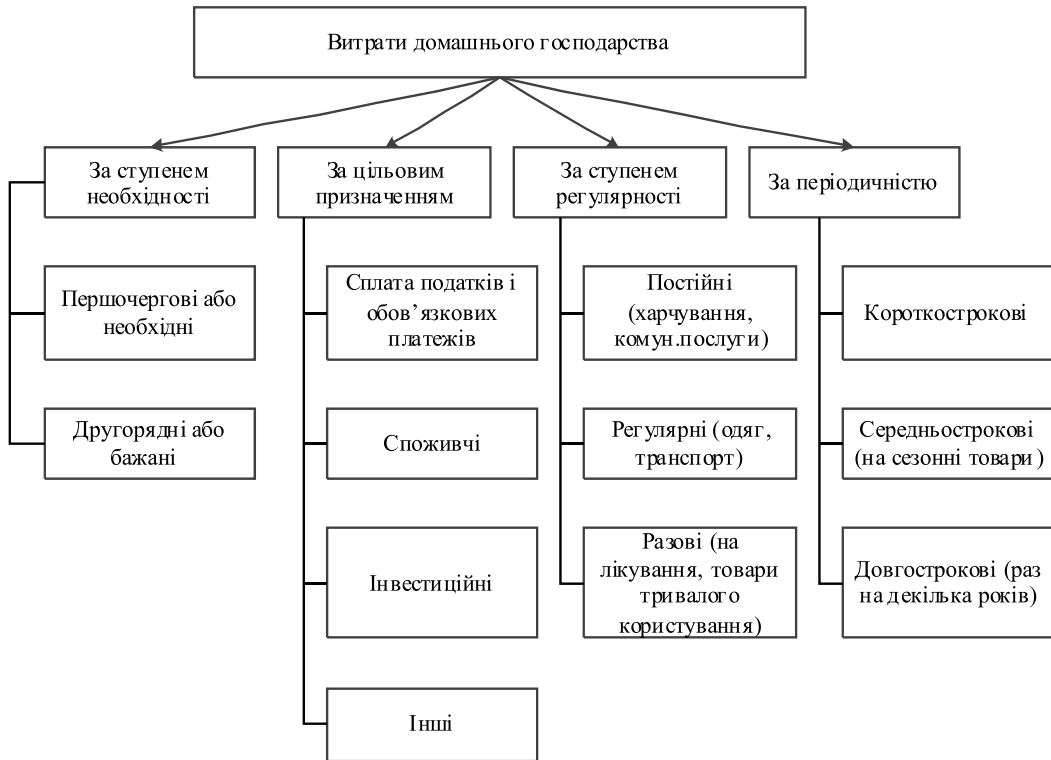 Витрати домашнього господарства
За ступенем
необхідності
За цільовим
призначенням
За ступенем
регулярності
За періодичністю
Першочергові або
необхідні
Сплата податків і
обов’язкових
платежів
Постійні
(харчування,
комун.послуги)
Короткострокові
Другорядні або
бажані
Споживчі
Регулярні (одяг,
транспорт)
Середньострокові
(на сезонні товари)
Інвестиційні
Разові (на
лікування, товари
тривалого
користування)
Довгострокові (раз
на декілька років)
Інші